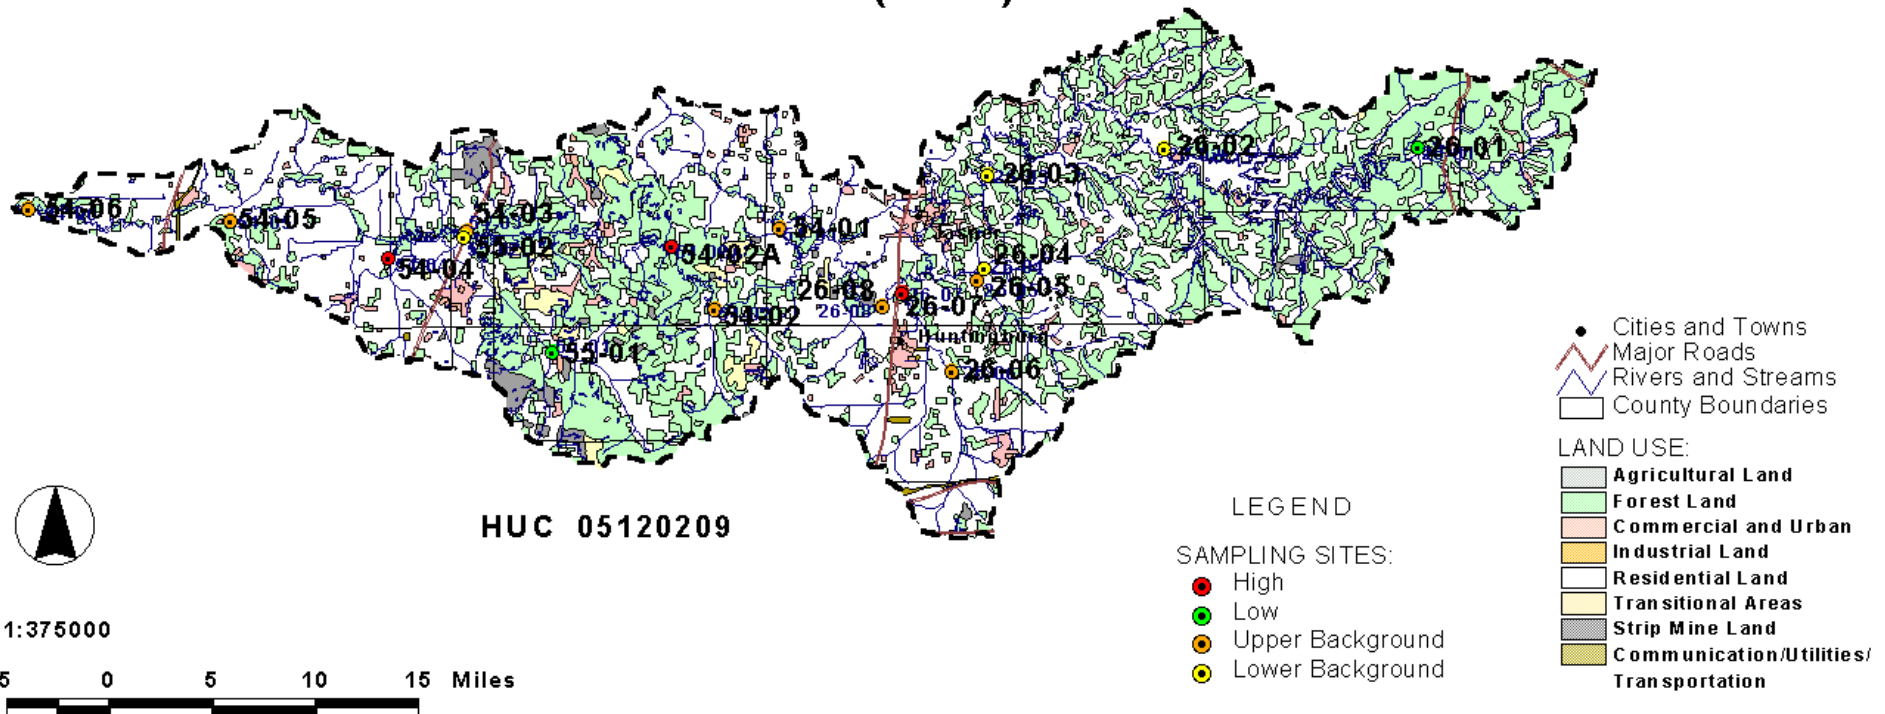 26-02
26-01
26-03
54-06
54-05
54-03
54-01
55-02
54-02A
54-04
Jasper
26-04
26-05
26-08
26-07
54-02
26-08
Huntingburg
55-01
26-06
Cities and Towns
Major Roads
Rivers and Streams
County Boundaries
LAND USE:
Agricultural Land
Forest Land
Commercial and Urban
Industrial Land
Residential Land
Transitional Areas
Strip Mine Land
Communication/Utilities/
Transportation
LEGEND
HUC 05120209
SAMPLING SITES:
High
Low
Upper Background
Lower Background
1:375000
5 0 5 10 15 Miles